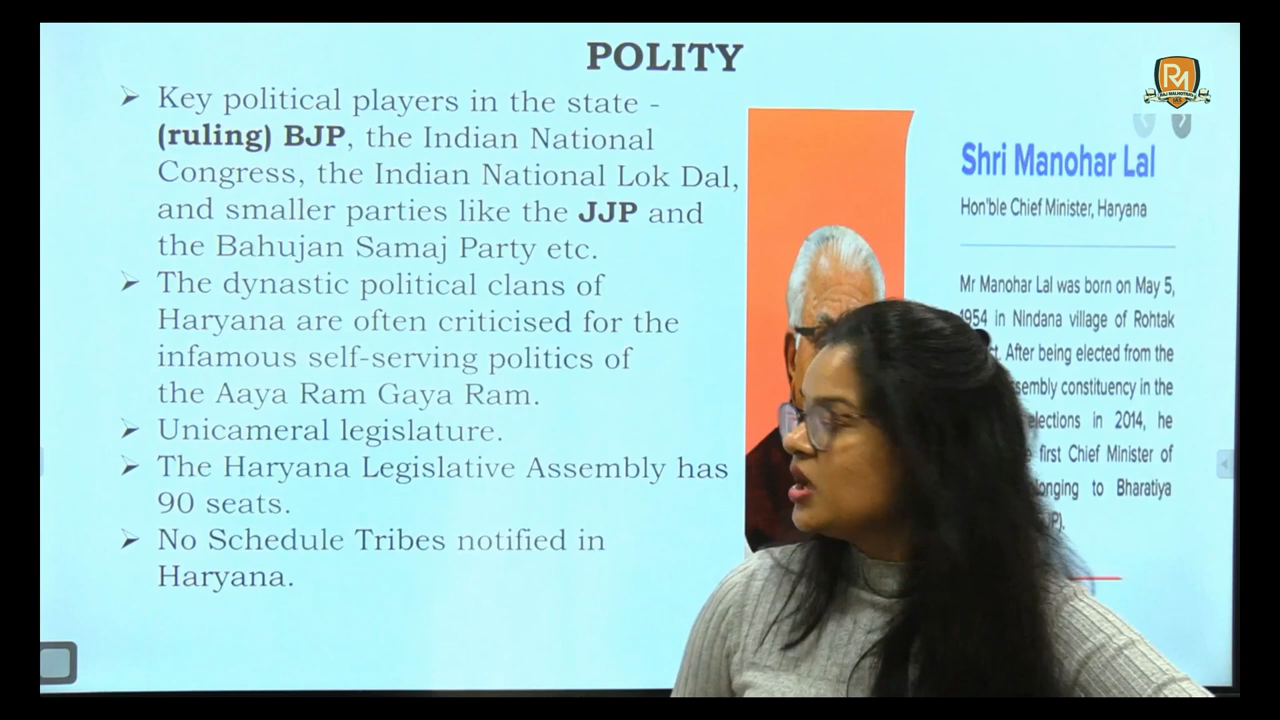 POLITY
➢ Key political players in the state -
(ruling) BJP, the Indian National
Congress, the Indian National Lok Dal,
and smaller parties like the JJP and
the Bahujan Samaj Party etc.
➢ The dynastic political clans of
Haryana are often criticised for the
infamous self-serving politics of
the Aaya Ram Gaya Ram.
➢ Unicameral legislature.
➢ The Haryana Legislative Assembly has
90 seats.
➢ No Schedule Tribes notified in
Haryana.
RM
RAJ MALHOTRA'S
IAS
Shri Manohar Lal
Hon'ble Chief Minister, Haryana
Mr Manohar Lal was born on May 5,
1954 in Nindana village of Rohtak
After being elected from the
constituency in the
elections in 2014, he
first Chief Minister of
to Bharatiya